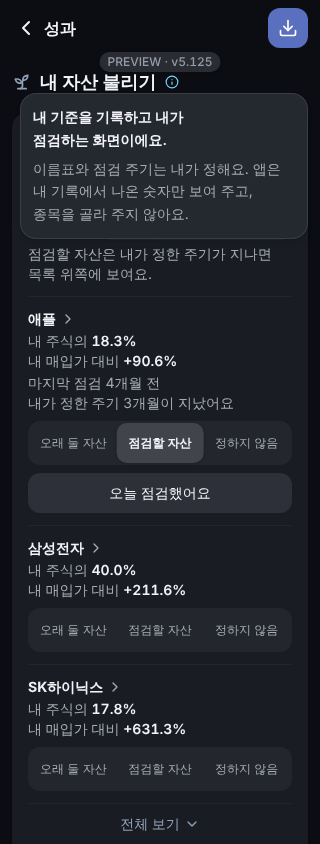 성과
PREVIEW · v5.125
내 자산 불리기
내 기준을 기록하고 내가
점검하는 화면이에요.
이름표와 점검 주기는 내가 정해요. 앱은
내 기록에서 나온 숫자만 보여 주고,
종목을 골라 주지 않아요.
점검할 자산은 내가 정한 주기가 지나면
목록 위쪽에 보여요.
애플
내 주식의 18.3%
내 매입가 대비 +90.6%
마지막 점검 4개월 전
내가 정한 주기 3개월이 지났어요
오래 둘 자산 점검할 자산 정하지 않음
오늘 점검했어요
삼성전자
내 주식의 40.0%
내 매입가 대비 +211.6%
오래 둘 자산 점검할 자산 정하지 않음
SK하이닉스
내 주식의 17.8%
내 매입가 대비 +631.3%
오래 둘 자산 점검할 자산 정하지 않음
전체 보기